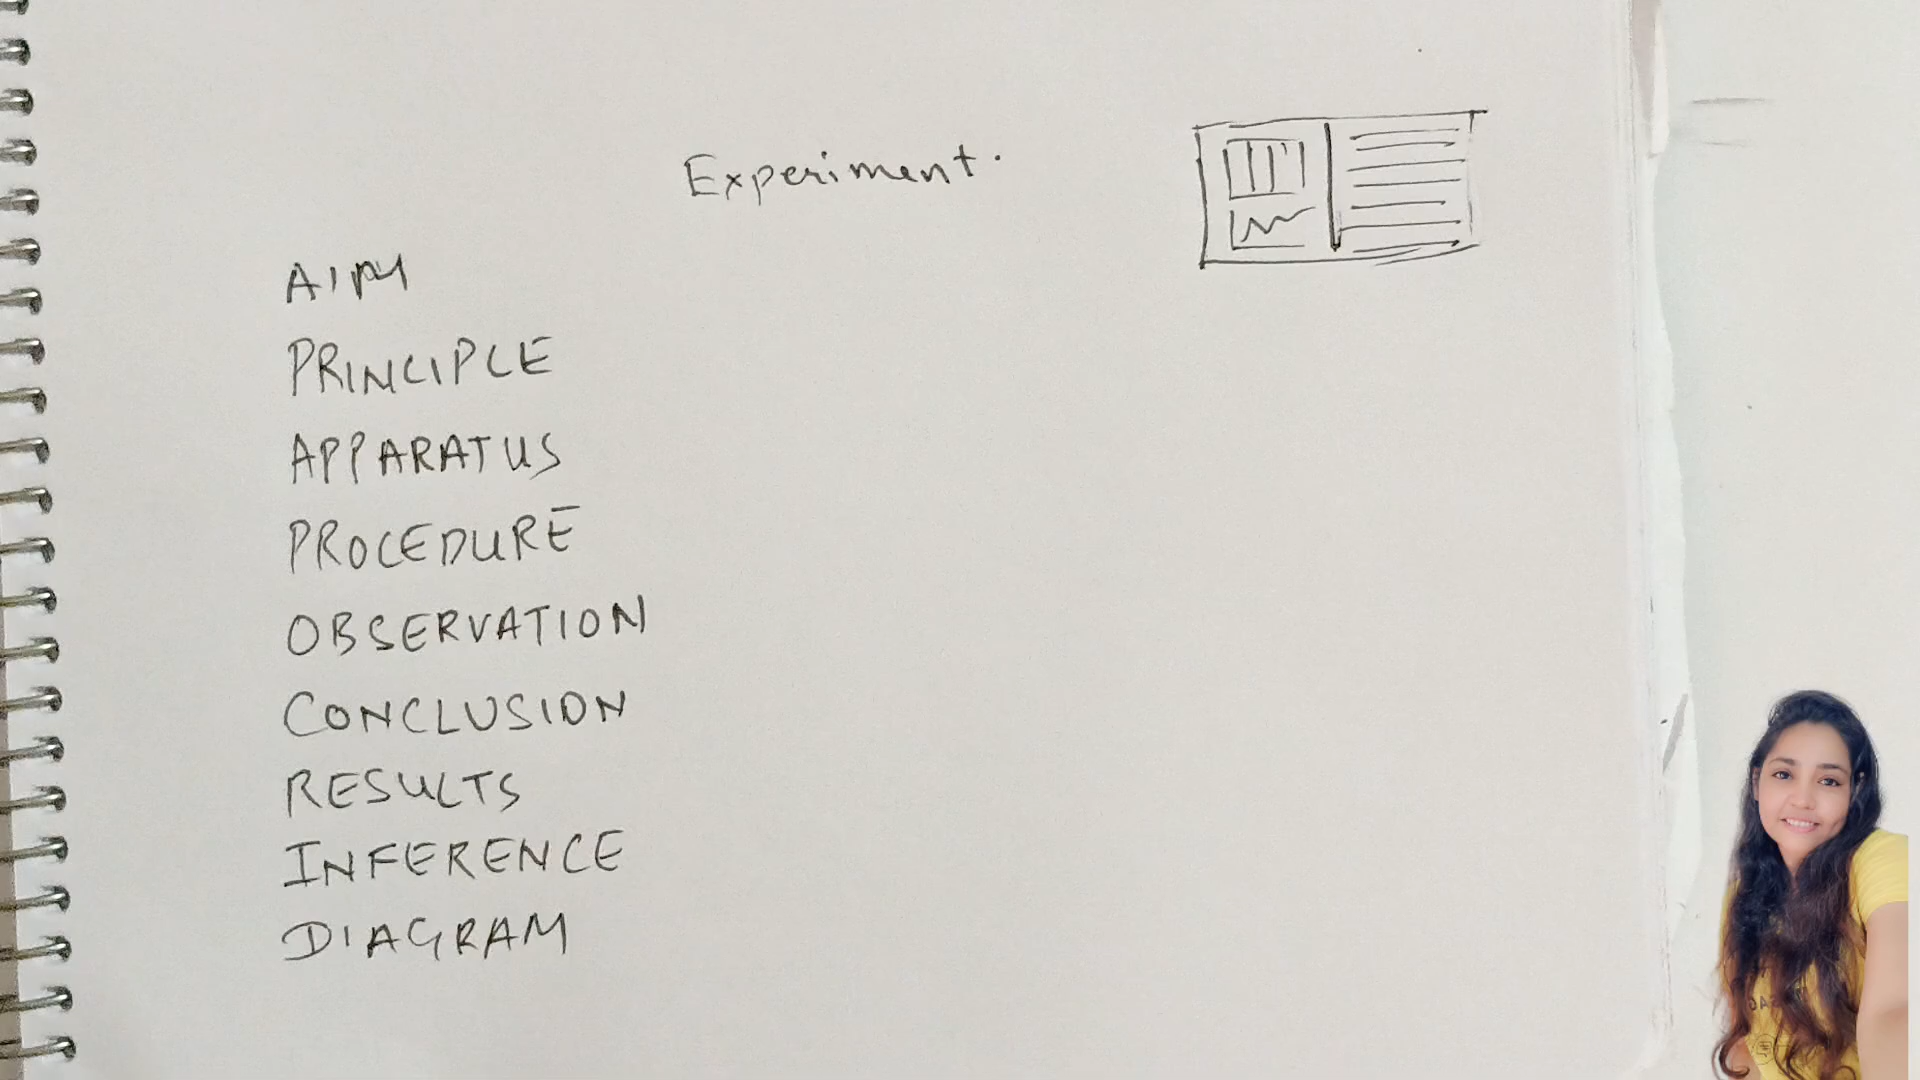 Experiment.
AIM
PRINCIPLE
APPARATUS
PROCEDURE
OBSERVATION
CONCLUSION
RESULTS
INFERENCE
DIAGRAM